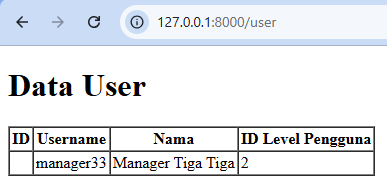 127.0.0.1:8000/user
Data User
ID Username Nama ID Level Pengguna
manager33 Manager Tiga Tiga 2